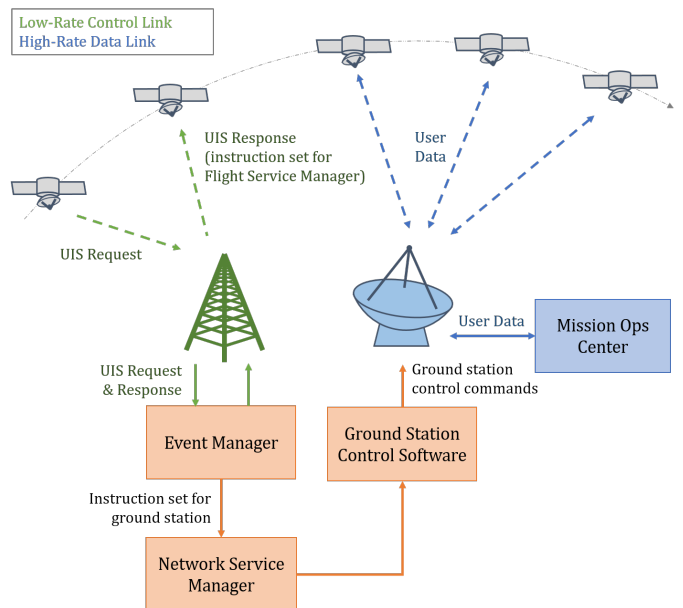 Low-Rate Control Link
High-Rate Data Link
UIS Response
(instruction set for
Flight Service Manager)
User
Data
UIS Request
User Data
Mission Ops
Center
UIS Request
& Response
Ground station
control commands
Event Manager
Ground Station
Control Software
Instruction set for
ground station
Network Service
Manager